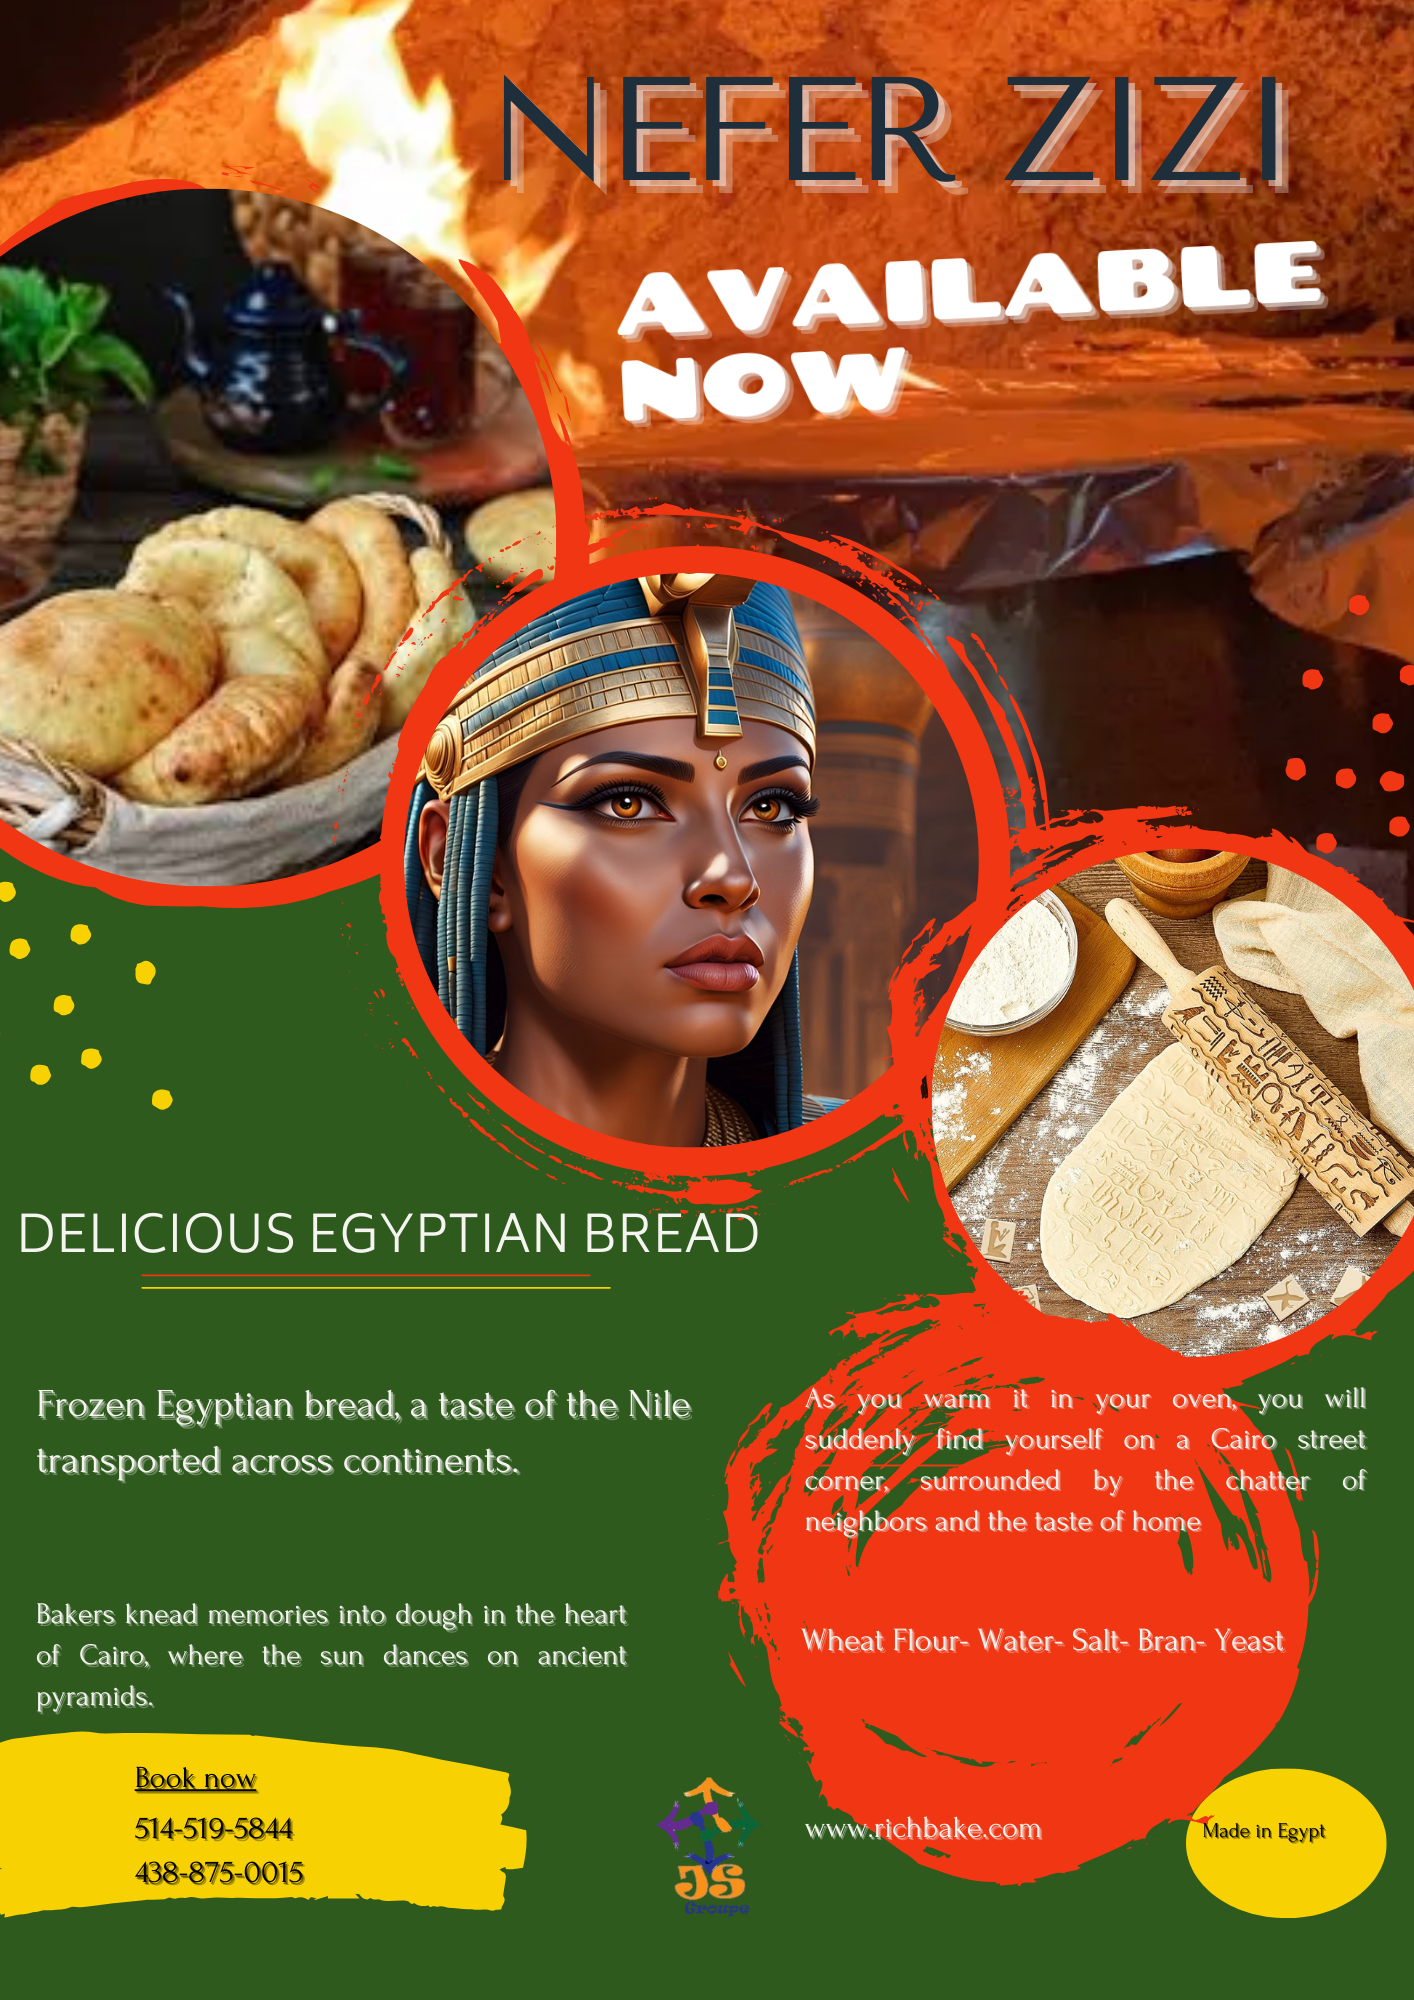 NEFER ZIZI
AVAILABLE
NOW
DELICIOUS EGYPTIAN BREAD
Frozen Egyptian bread, a taste of the Nile
transported across continents.
Bakers knead memories into dough in the heart
of Cairo, where the sun dances on ancient
pyramids.
As you warm it in your oven, you will
suddenly find yourself on a Cairo street
corner, surrounded by the chatter of
neighbors and the taste of home
Wheat Flour- Water- Salt- Bran- Yeast
Book now
514-519-5844
438-875-0015
JS
Groupe
www.richbake.com
Made in Egypt